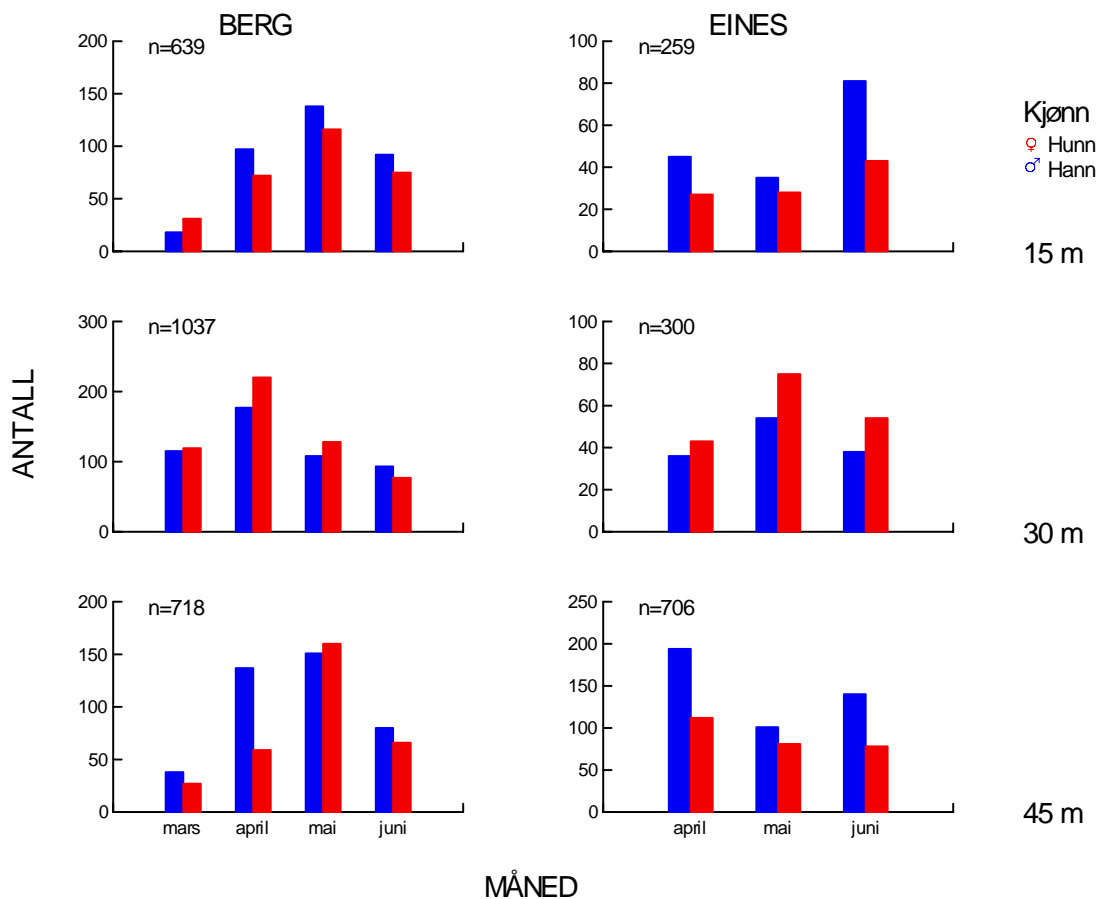 BERG
EINES
200
150
100
50
0
n=639
100
80
60
40
20
0
n=259
Kjønn
♀ Hunn
♂ Hann
15 m
ANTALL
300
200
100
0
n=1037
100
80
60
40
20
0
n=300
30 m
200
150
100
50
0
n=718
mars april mai juni
250
200
150
100
50
0
n=706
april mai juni
45 m
MÅNED